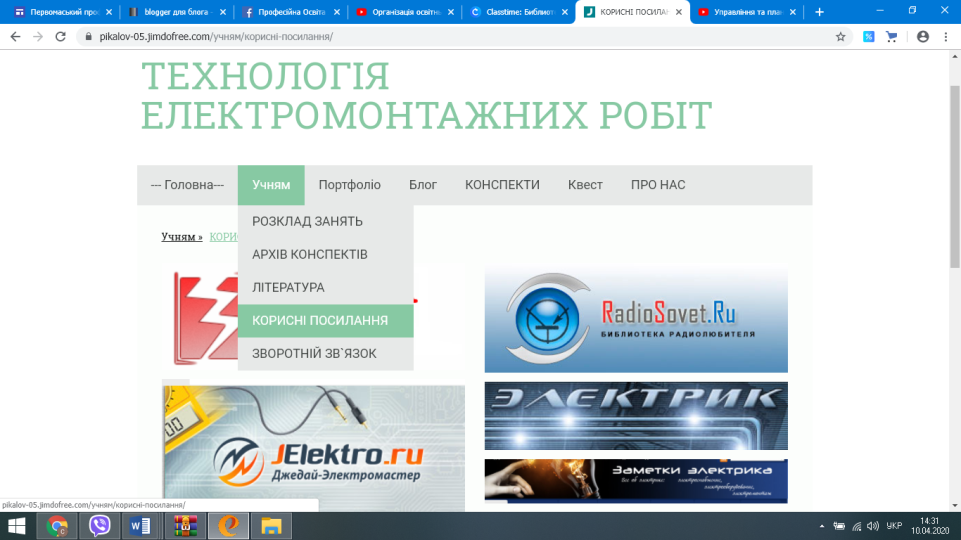 Первомаський про
blogger для блога -
Професійна Освіта
Організація освітн
Classtime: Библиот
КОРИСНІ ПОСИЛАН
Управління та план
pikalov-05.jimdofree.com/учням/корисні-посилання/
ТЕХНОЛОГІЯ
ЕЛЕКТРОМОНТАЖНИХ РОБІТ
--- Головна--- Учням Портфоліо Блог КОНСПЕКТИ Квест ПРО НАС
РОЗКЛАД ЗАНЯТЬ
Учням » КОРИ
АРХІВ КОНСПЕКТІВ
ЛІТЕРАТУРА
КОРИСНІ ПОСИЛАННЯ
ЗВОРОТНІЙ ЗВ`ЯЗОК
RadioSovet.Ru
БИБЛИОТЕКА РАДИОЛЮБИТЕЛЯ
ЭЛЕКТРИК
JElektro.ru
Джедай-Электромастер
Заметки электрика
pikalov-05.jimdofree.com/учням/корисні-посилання/
УКР
14:31
10.04.2020